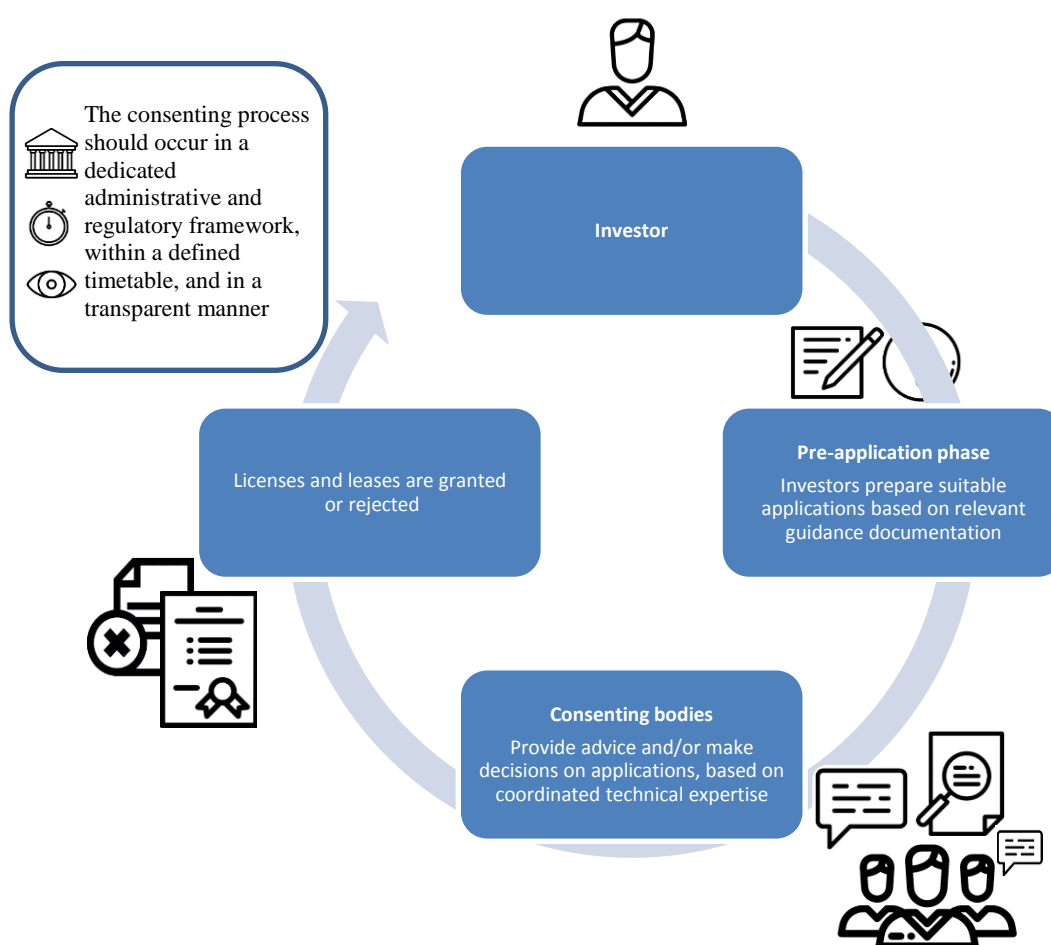 The consenting process
should occur in a
dedicated
administrative and
regulatory framework,
within a defined
timetable, and in a
transparent manner
Investor
Pre-application phase
Investors prepare suitable
applications based on relevant
guidance documentation
Consenting bodies
Provide advice and/or make
decisions on applications, based on
coordinated technical expertise
Licenses and leases are granted
or rejected